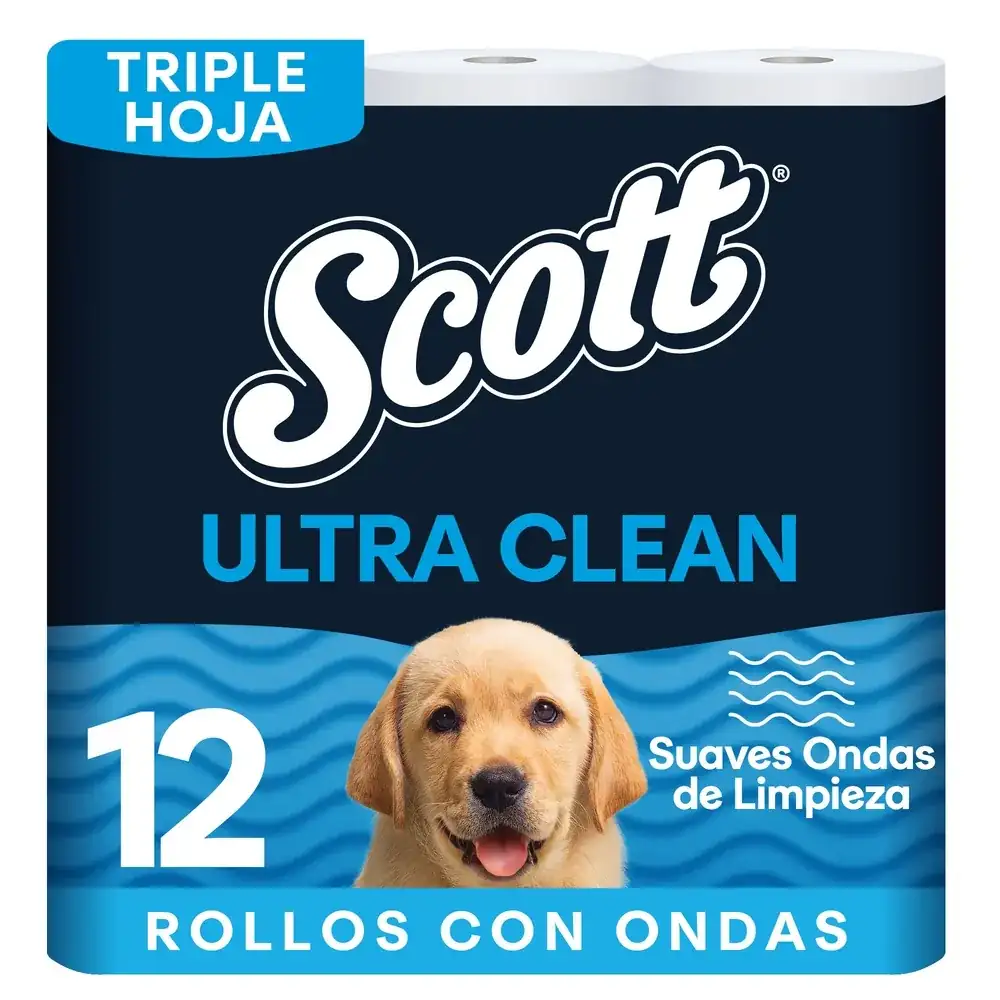 TRIPLE
HOJA
Scott®
ULTRA CLEAN
12
Suaves Ondas
de Limpieza
ROLLOS CON ONDAS